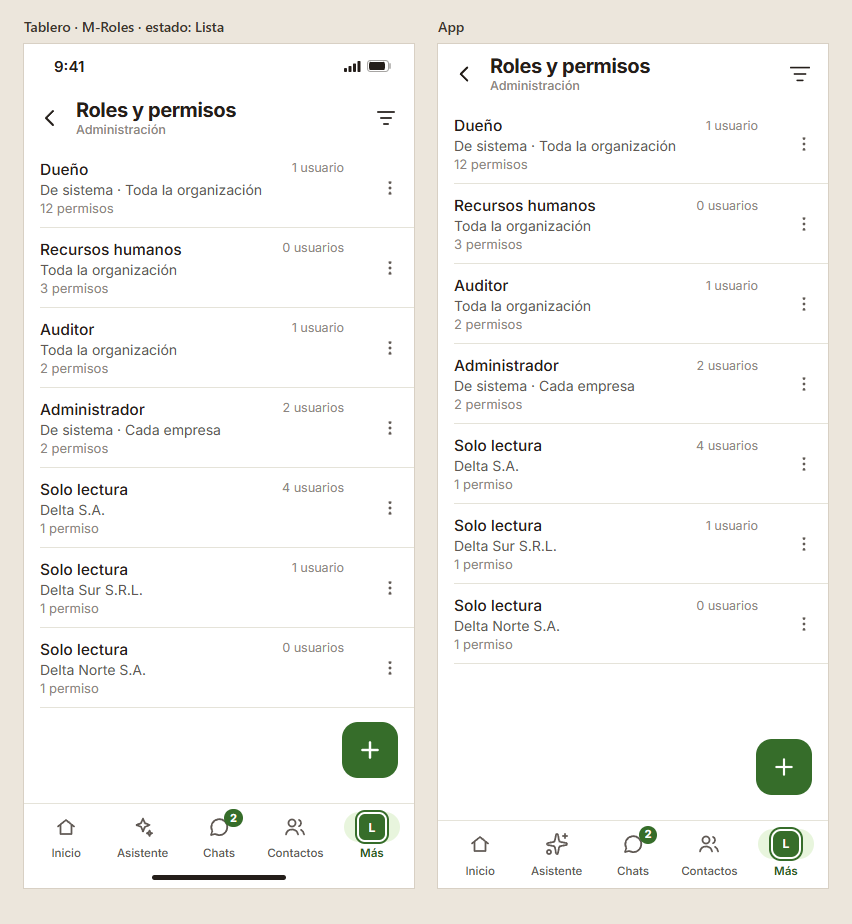 Tablero · M-Roles · estado: Lista
9:41
Roles y permisos
Administración
Dueño
1 usuario
De sistema · Toda la organización
12 permisos
Recursos humanos
0 usuarios
Toda la organización
3 permisos
Auditor
1 usuario
Toda la organización
2 permisos
Administrador
2 usuarios
De sistema · Cada empresa
2 permisos
Solo lectura
4 usuarios
Delta S.A.
1 permiso
Solo lectura
1 usuario
Delta Sur S.R.L.
1 permiso
Solo lectura
0 usuarios
Delta Norte S.A.
1 permiso
2
L
Inicio
Asistente
Chats
Contactos
Más
App
Roles y permisos
Administración
Dueño
1 usuario
De sistema · Toda la organización
12 permisos
Recursos humanos
0 usuarios
Toda la organización
3 permisos
Auditor
1 usuario
Toda la organización
2 permisos
Administrador
2 usuarios
De sistema · Cada empresa
2 permisos
Solo lectura
4 usuarios
Delta S.A.
1 permiso
Solo lectura
1 usuario
Delta Sur S.R.L.
1 permiso
Solo lectura
0 usuarios
Delta Norte S.A.
1 permiso
2
L
Inicio
Asistente
Chats
Contactos
Más